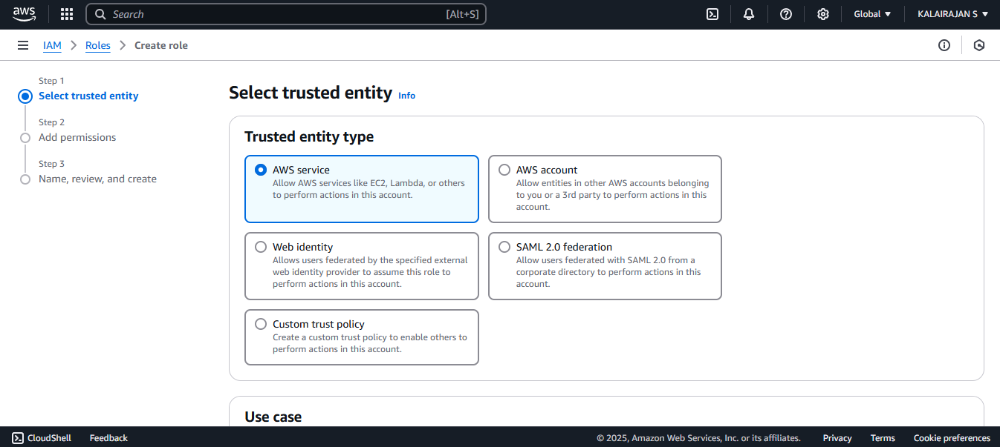 aws
Search [Alt+S]
Global
KALAIRAJAN S
IAM
Roles
Create role
Step 1
Select trusted entity
Step 2
Add permissions
Step 3
Name, review, and create
Select trusted entity Info
Trusted entity type
AWS service
Allow AWS services like EC2, Lambda, or others
to perform actions in this account.
AWS account
Allow entities in other AWS accounts belonging
to you or a 3rd party to perform actions in this
account.
Web identity
Allows users federated by the specified external
web identity provider to assume this role to
perform actions in this account.
SAML 2.0 federation
Allow users federated with SAML 2.0 from a
corporate directory to perform actions in this
account.
Custom trust policy
Create a custom trust policy to enable others to
perform actions in this account.
Use case
CloudShell
Feedback
© 2025, Amazon Web Services, Inc. or its affiliates.
Privacy
Terms
Cookie preferences